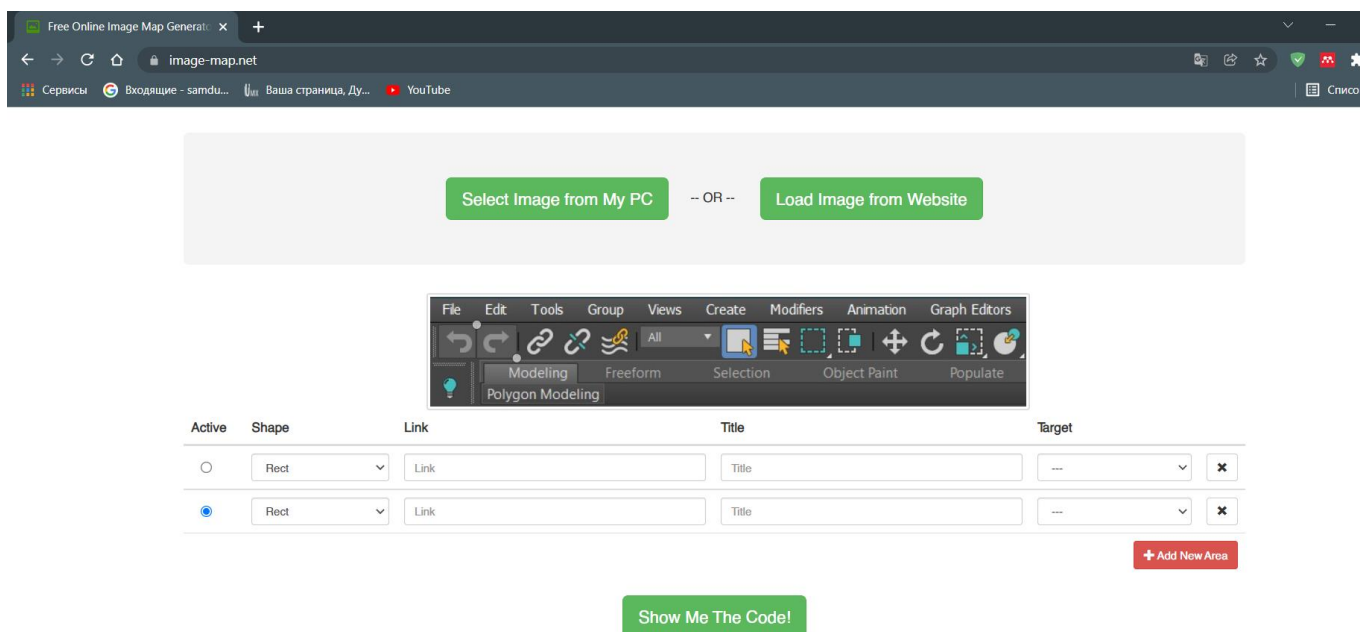 Free Online Image Map Generato
image-map.net
Сервисы Входящие - samdu... Ваша страница, Ду... YouTube Списо
Select Image from My PC -- OR -- Load Image from Website
File Edit Tools Group Views Create Modifiers Animation Graph Editors
All
Modeling Freeform Selection Object Paint Populate
Polygon Modeling
Active Shape Link Title Target
Rect Link Title ---
Rect Link Title ---
Add New Area
Show Me The Code!